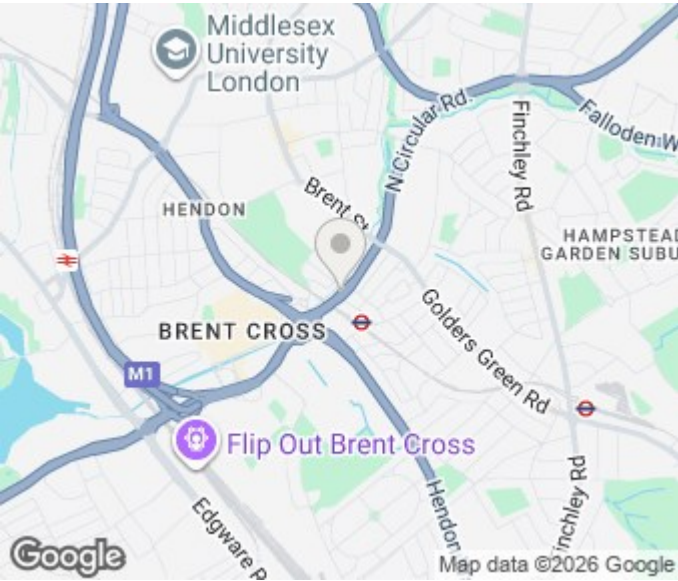 Middlesex
University
London
N Circular Rd.
Finchley Rd
Falloden W
Brent St
HENDON
HAMPSTEAD
GARDEN SUBU
BRENT CROSS
Golders Green Rd
M1
Flip Out Brent Cross
Edgware R
Hendon
Finchley Rd
Google
Map data ©2026 Google